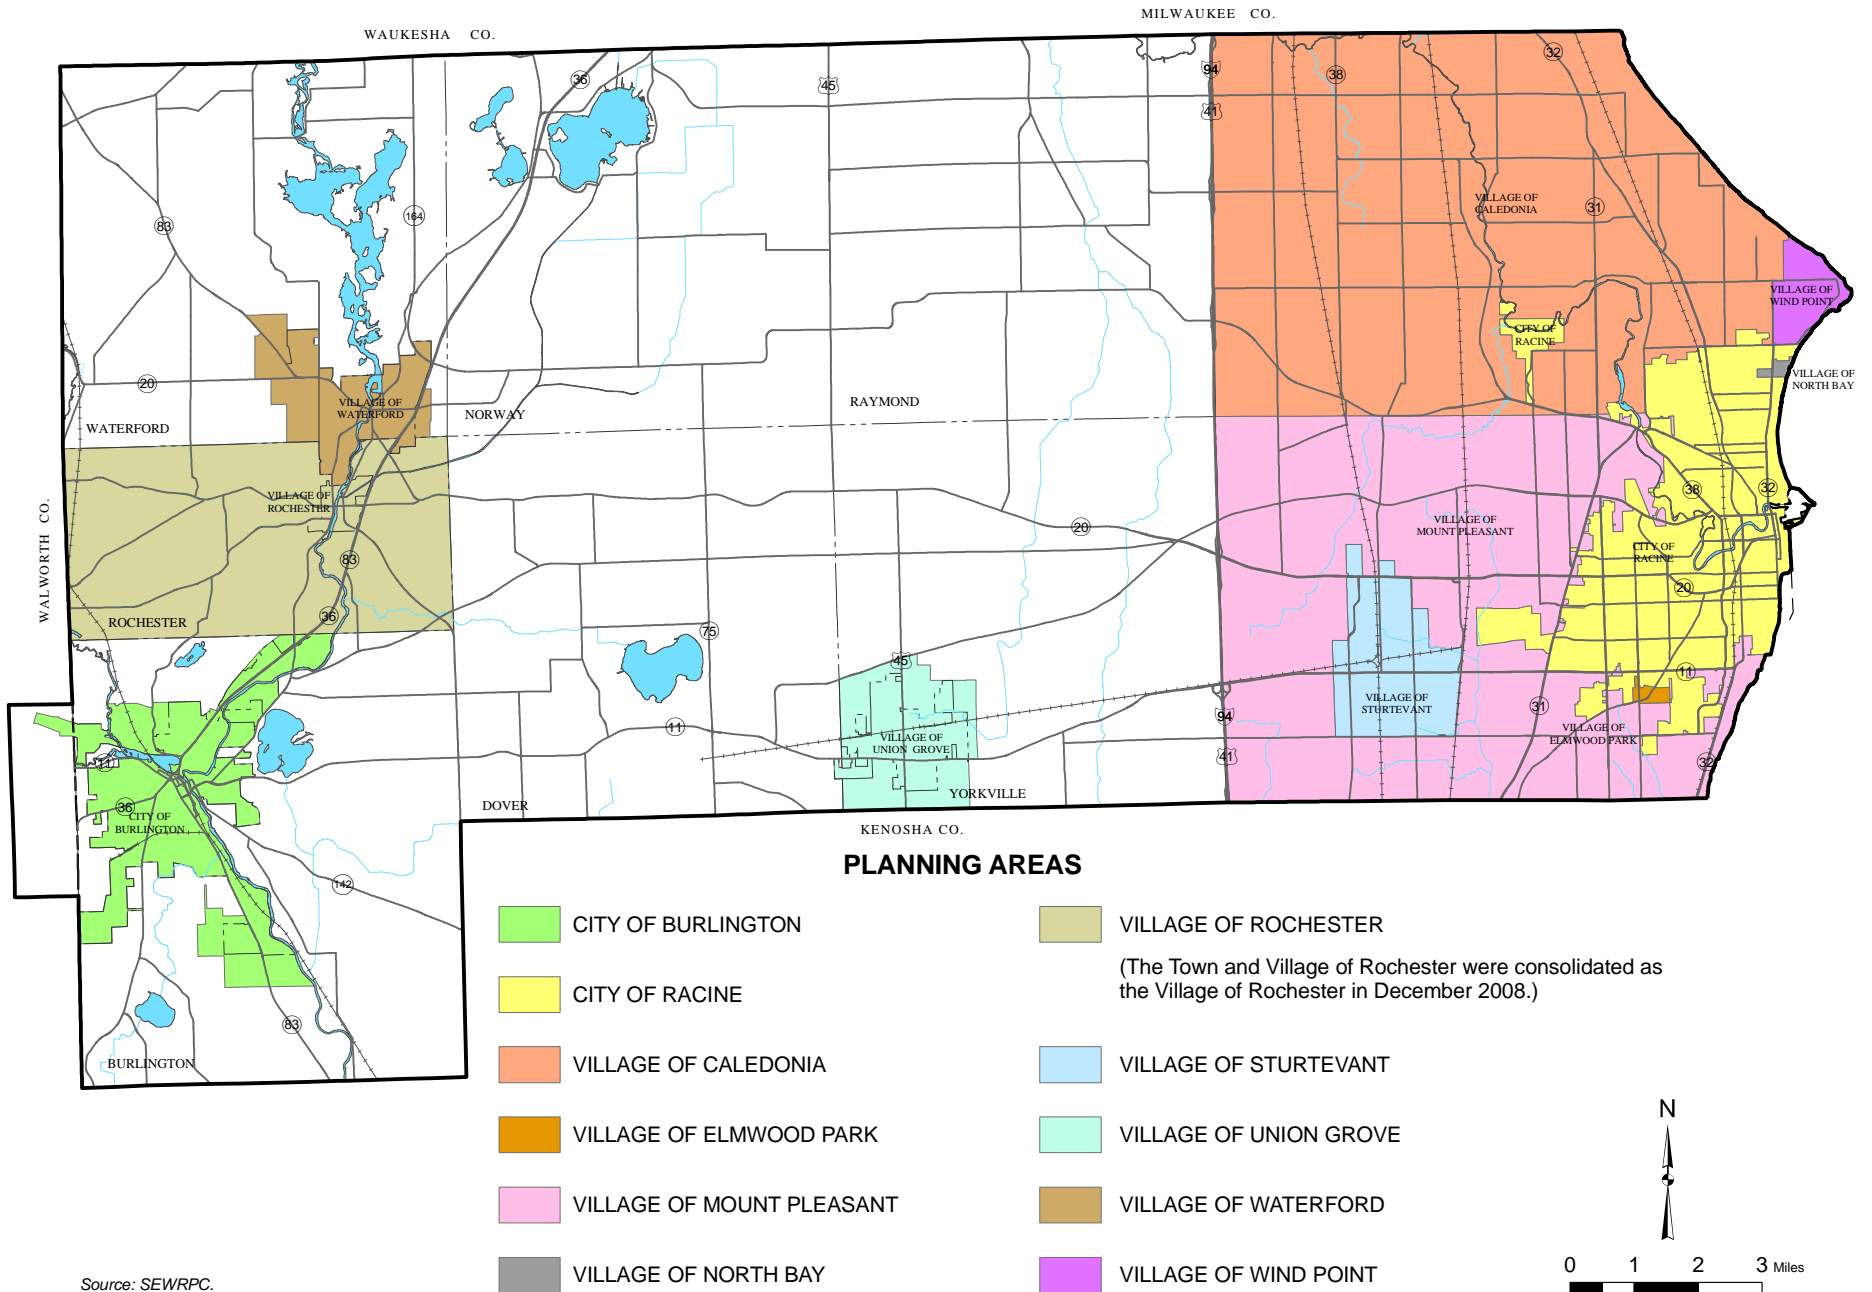 WAUKESHA CO.
MILWAUKEE CO.
36
45
94
38
32
41
83
164
VILLAGE OF
CALEDONIA
31
VILLAGE OF
WIND POINT
CITY OF
RACINE
20
VILLAGE OF
NORTH BAY
VILLAGE OF
WATERFORD
WATERFORD
NORWAY
RAYMOND
VILLAGE OF
ROCHESTER
38
32
20
VILLAGE OF
MOUNT PLEASANT
WALWORTH CO.
83
CITY OF
RACINE
20
36
ROCHESTER
75
45
11
VILLAGE OF
STURTEVANT
31
94
11
VILLAGE OF
UNION GROVE
VILLAGE OF
ELMWOOD PARK
41
32
11
36
CITY OF
BURLINGTON
DOVER
YORKVILLE
KENOSHA CO.
142
83
BURLINGTON
PLANNING AREAS
CITY OF BURLINGTON
CITY OF RACINE
VILLAGE OF CALEDONIA
VILLAGE OF ELMWOOD PARK
VILLAGE OF MOUNT PLEASANT
VILLAGE OF NORTH BAY
VILLAGE OF ROCHESTER
(The Town and Village of Rochester were consolidated as
the Village of Rochester in December 2008.)
VILLAGE OF STURTEVANT
VILLAGE OF UNION GROVE
VILLAGE OF WATERFORD
VILLAGE OF WIND POINT
N
0 1 2 3 Miles
Source: SEWRPC.